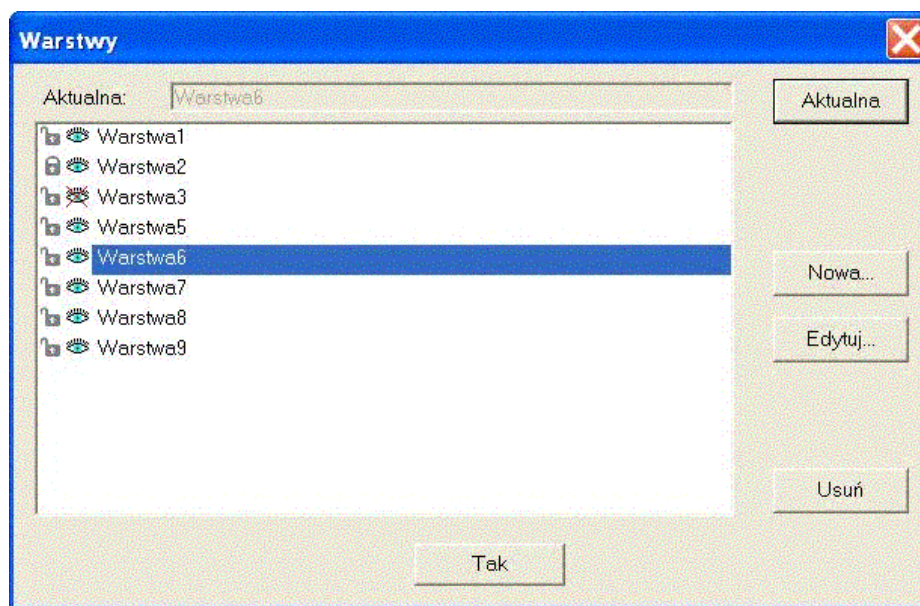 Warstwy
Aktualna: Warstwa6
Aktualna
Warstwa1
Warstwa2
Warstwa3
Warstwa5
Warstwa6
Warstwa7
Warstwa8
Warstwa9
Nowa...
Edytuj...
Usuń
Tak